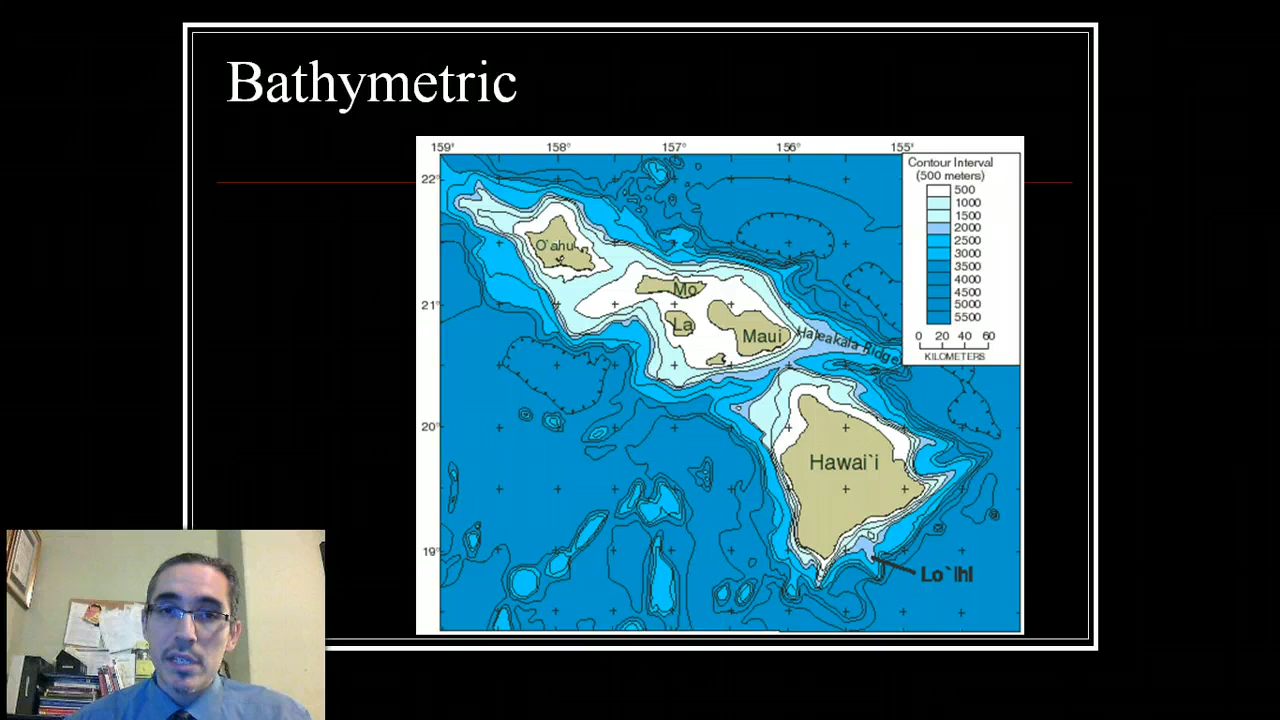 Bathymetric
159° 158° 157° 156° 155°
Contour Interval
(500 meters)
22°
500
1000
1500
2000
2500
3000
3500
4000
4500
5000
5500
O`ahu
Mo
21°
La
Maui
Haleakala Ridge
0 20 40 60
KILOMETERS
20°
Hawai`i
19°
Lo`ihi